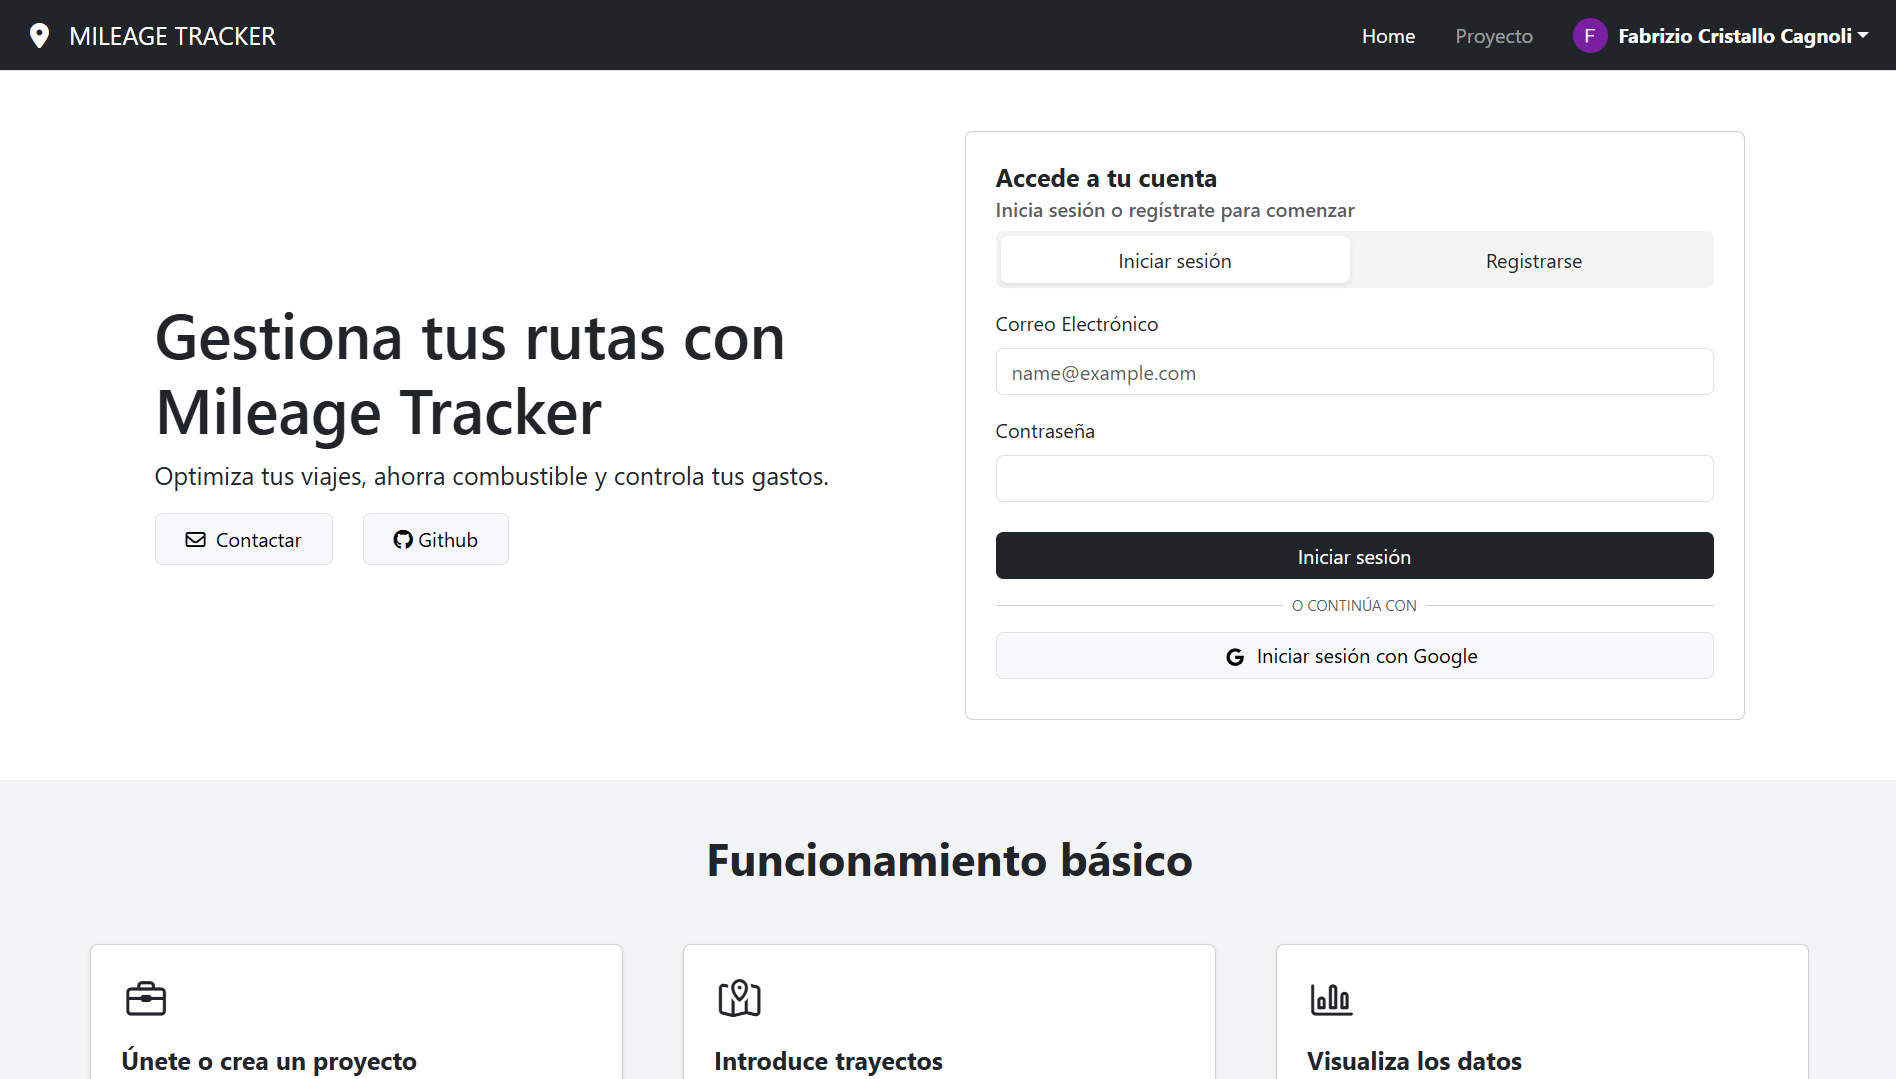 MILEAGE TRACKER
Home
Proyecto
F
Fabrizio Cristallo Cagnoli
Gestiona tus rutas con
Mileage Tracker
Optimiza tus viajes, ahorra combustible y controla tus gastos.
Contactar
Github
Accede a tu cuenta
Inicia sesión o regístrate para comenzar
Iniciar sesión
Registrarse
Correo Electrónico
name@example.com
Contraseña
Iniciar sesión
O CONTINÚA CON
G
Iniciar sesión con Google
Funcionamiento básico
Únete o crea un proyecto
Introduce trayectos
Visualiza los datos